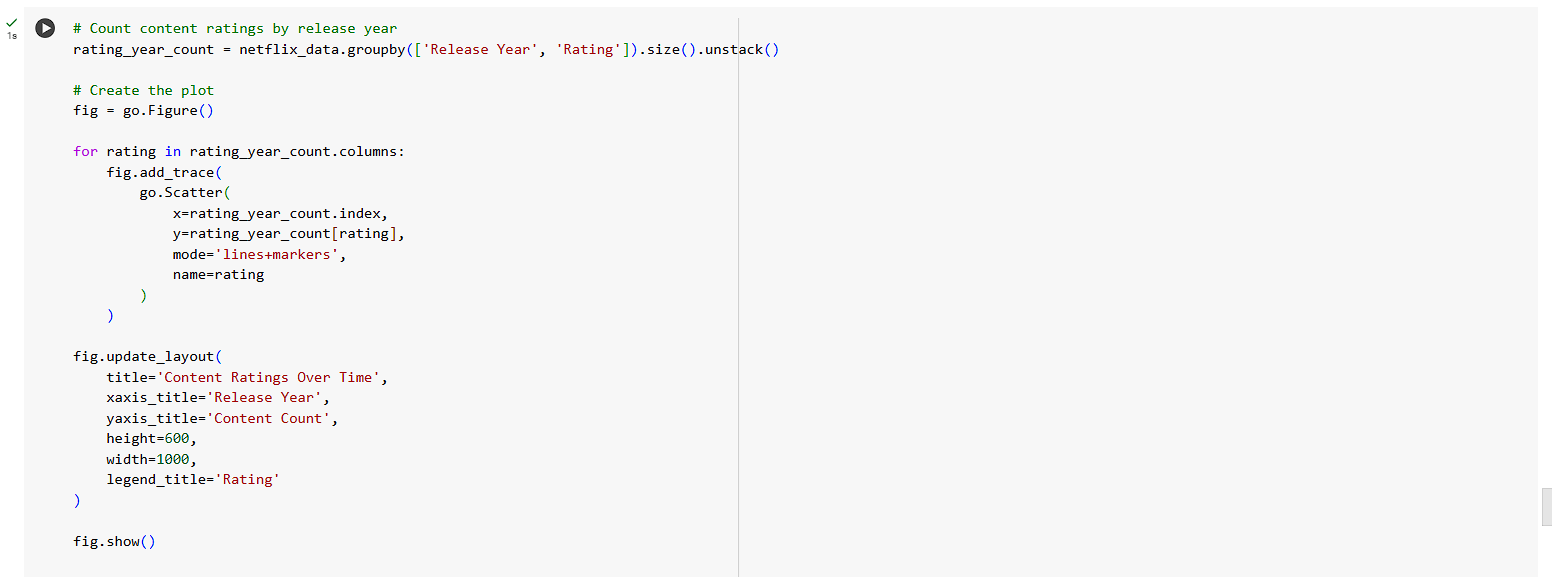 1s
# Count content ratings by release year
rating_year_count = netflix_data.groupby(['Release Year', 'Rating']).size().unstack()

# Create the plot
fig = go.Figure()

for rating in rating_year_count.columns:
    fig.add_trace(
        go.Scatter(
            x=rating_year_count.index,
            y=rating_year_count[rating],
            mode='lines+markers',
            name=rating
        )
    )

fig.update_layout(
    title='Content Ratings Over Time',
    xaxis_title='Release Year',
    yaxis_title='Content Count',
    height=600,
    width=1000,
    legend_title='Rating'
)

fig.show()